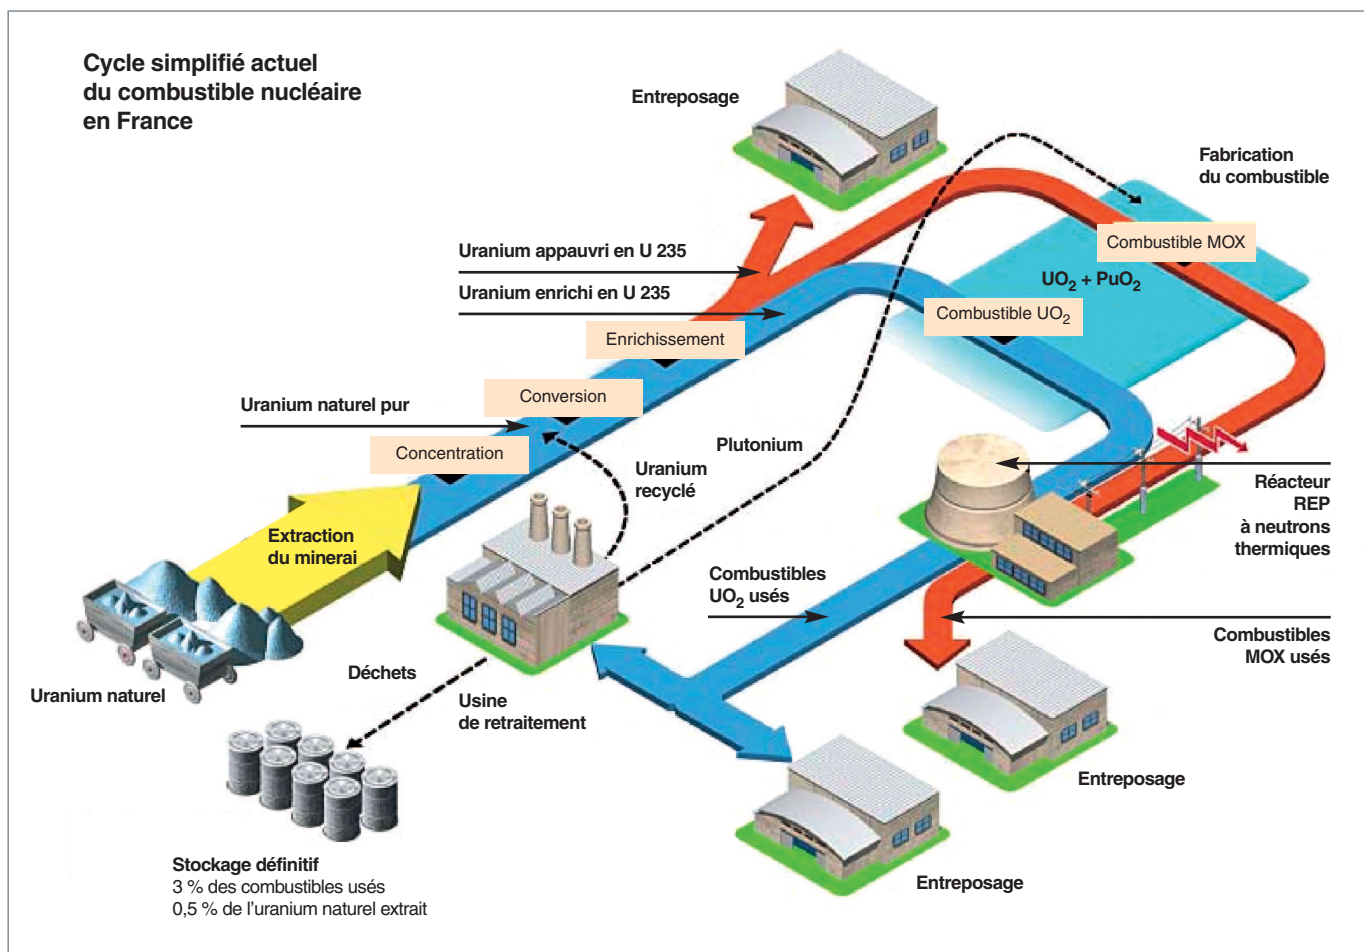 Cycle simplifié actuel
du combustible nucléaire
en France
Entreposage
Fabrication
du combustible
Combustible MOX
Uranium appauvri en U 235
UO2 + PuO2
Uranium enrichi en U 235
Combustible UO2
Enrichissement
Conversion
Uranium naturel pur
Concentration
Plutonium
Uranium
recyclé
Réacteur
REP
à neutrons
thermiques
Extraction
du minerai
Combustibles
UO2 usés
Combustibles
MOX usés
Déchets
Uranium naturel
Usine
de retraitement
Entreposage
Entreposage
Stockage définitif
3 % des combustibles usés
0,5 % de l'uranium naturel extrait